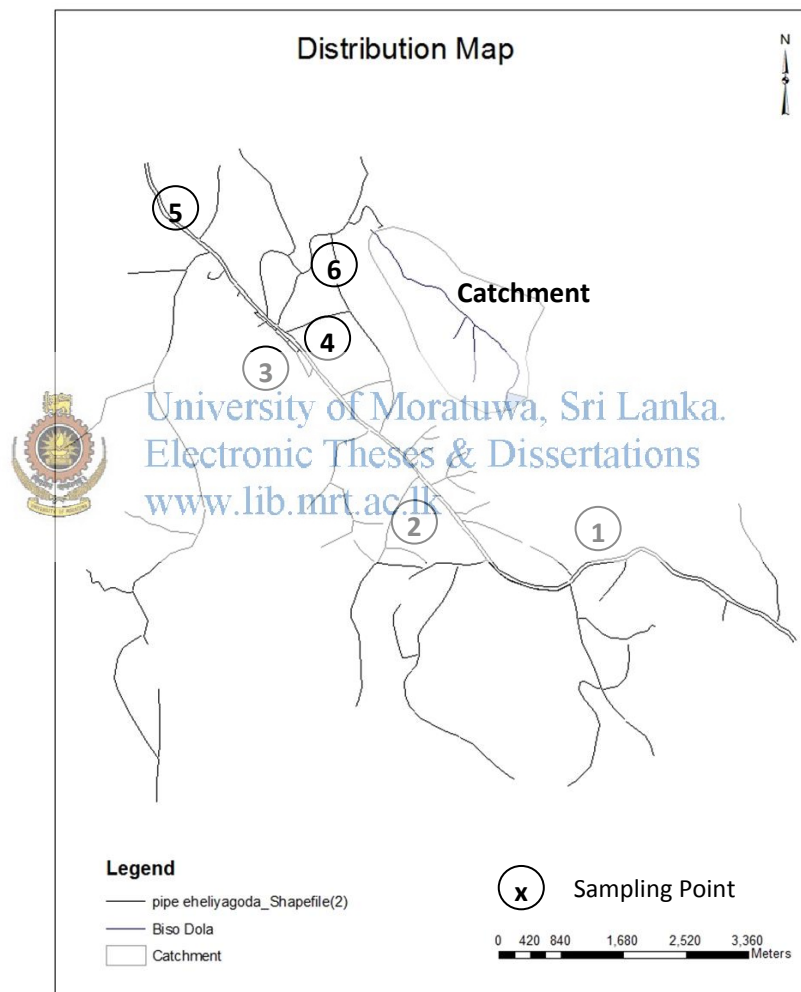 Distribution Map
N
5
6
Catchment
4
3
University of Moratuwa, Sri Lanka.
Electronic Theses & Dissertations
www.lib.mrt.ac.lk
2
1
Legend
pipe eheliyagoda_Shapefile(2)
Biso Dola
Catchment
x Sampling Point
0 420 840 1,680 2,520 3,360
Meters